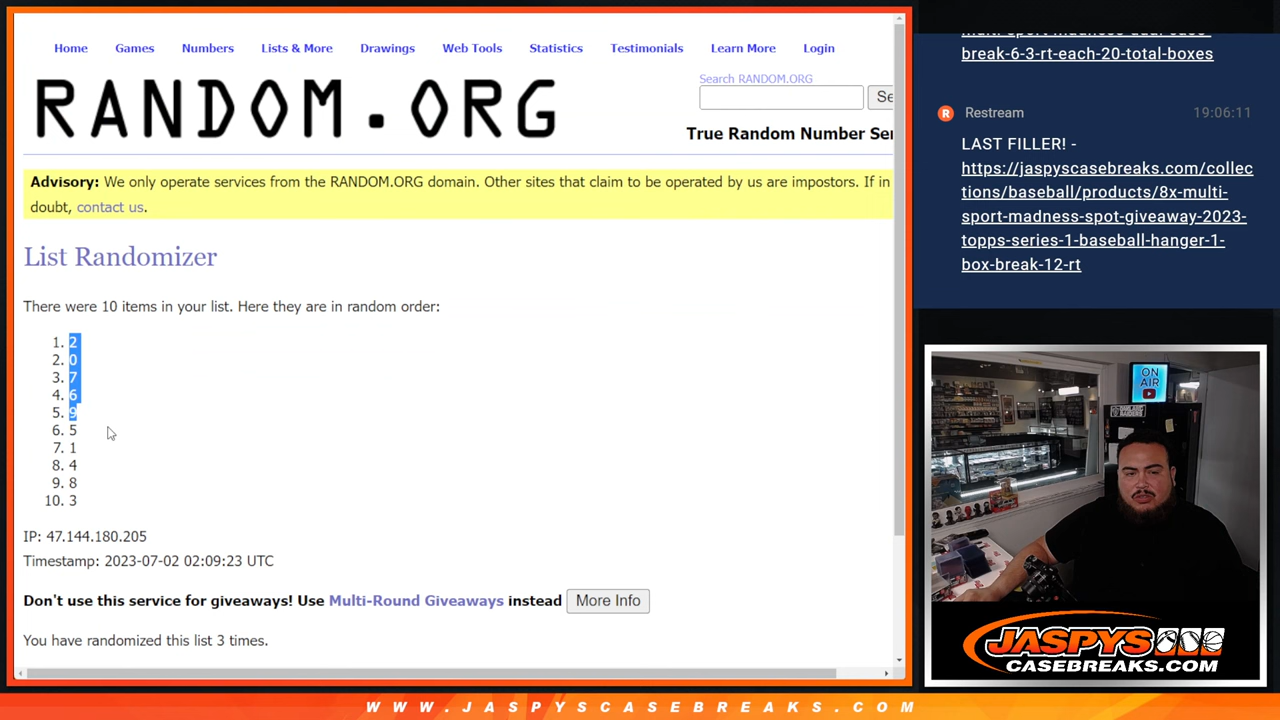 Home Games Numbers Lists & More Drawings Web Tools Statistics Testimonials Learn More Login
RANDOM.ORG
Search RANDOM.ORG
True Random Number Ser
Advisory: We only operate services from the RANDOM.ORG domain. Other sites that claim to be operated by us are impostors. If in
doubt, contact us.
List Randomizer
There were 10 items in your list. Here they are in random order:
1. 2
2. 0
3. 7
4. 6
5. 9
6. 5
7. 1
8. 4
9. 8
10. 3
IP: 47.144.180.205
Timestamp: 2023-07-02 02:09:23 UTC
Don't use this service for giveaways! Use Multi-Round Giveaways instead More Info
You have randomized this list 3 times.
break-6-3-rt-each-20-total-boxes
Restream 19:06:11
LAST FILLER! -
https://jaspyscasebreaks.com/collec
tions/baseball/products/8x-multi-
sport-madness-spot-giveaway-2023-
topps-series-1-baseball-hanger-1-
box-break-12-rt
ON
AIR
JASPYS
CASEBREAKS.COM
WWW.JASPYSCASEBREAKS.COM